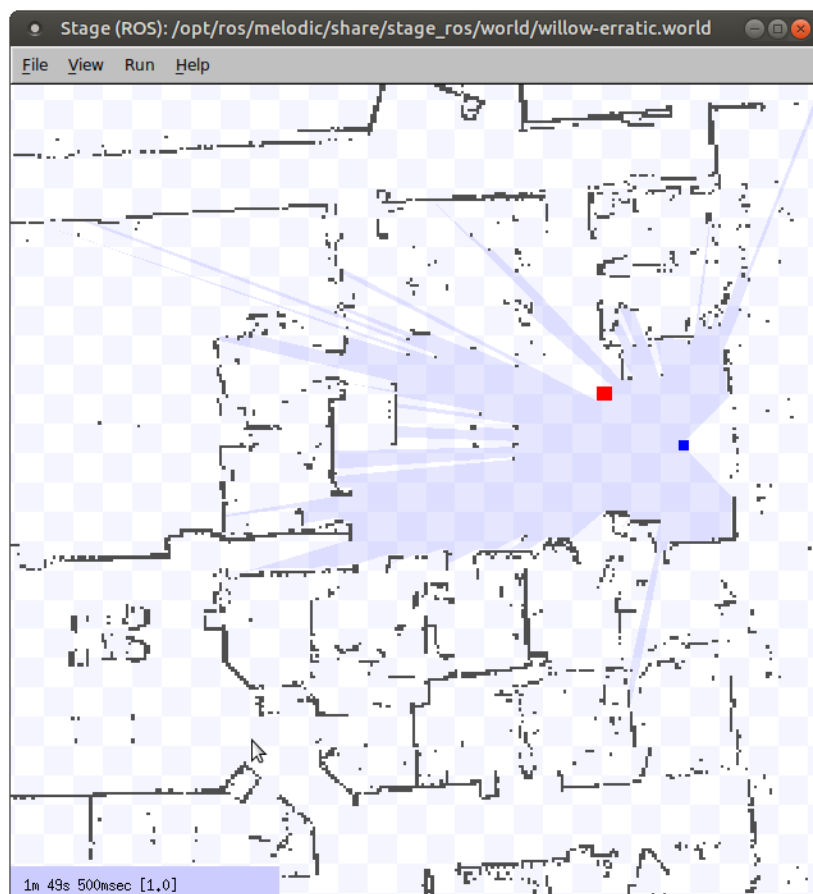 Stage (ROS): /opt/ros/melodic/share/stage_ros/world/willow-erratic.world
File View Run Help
1m 49s 500msec [1.0]